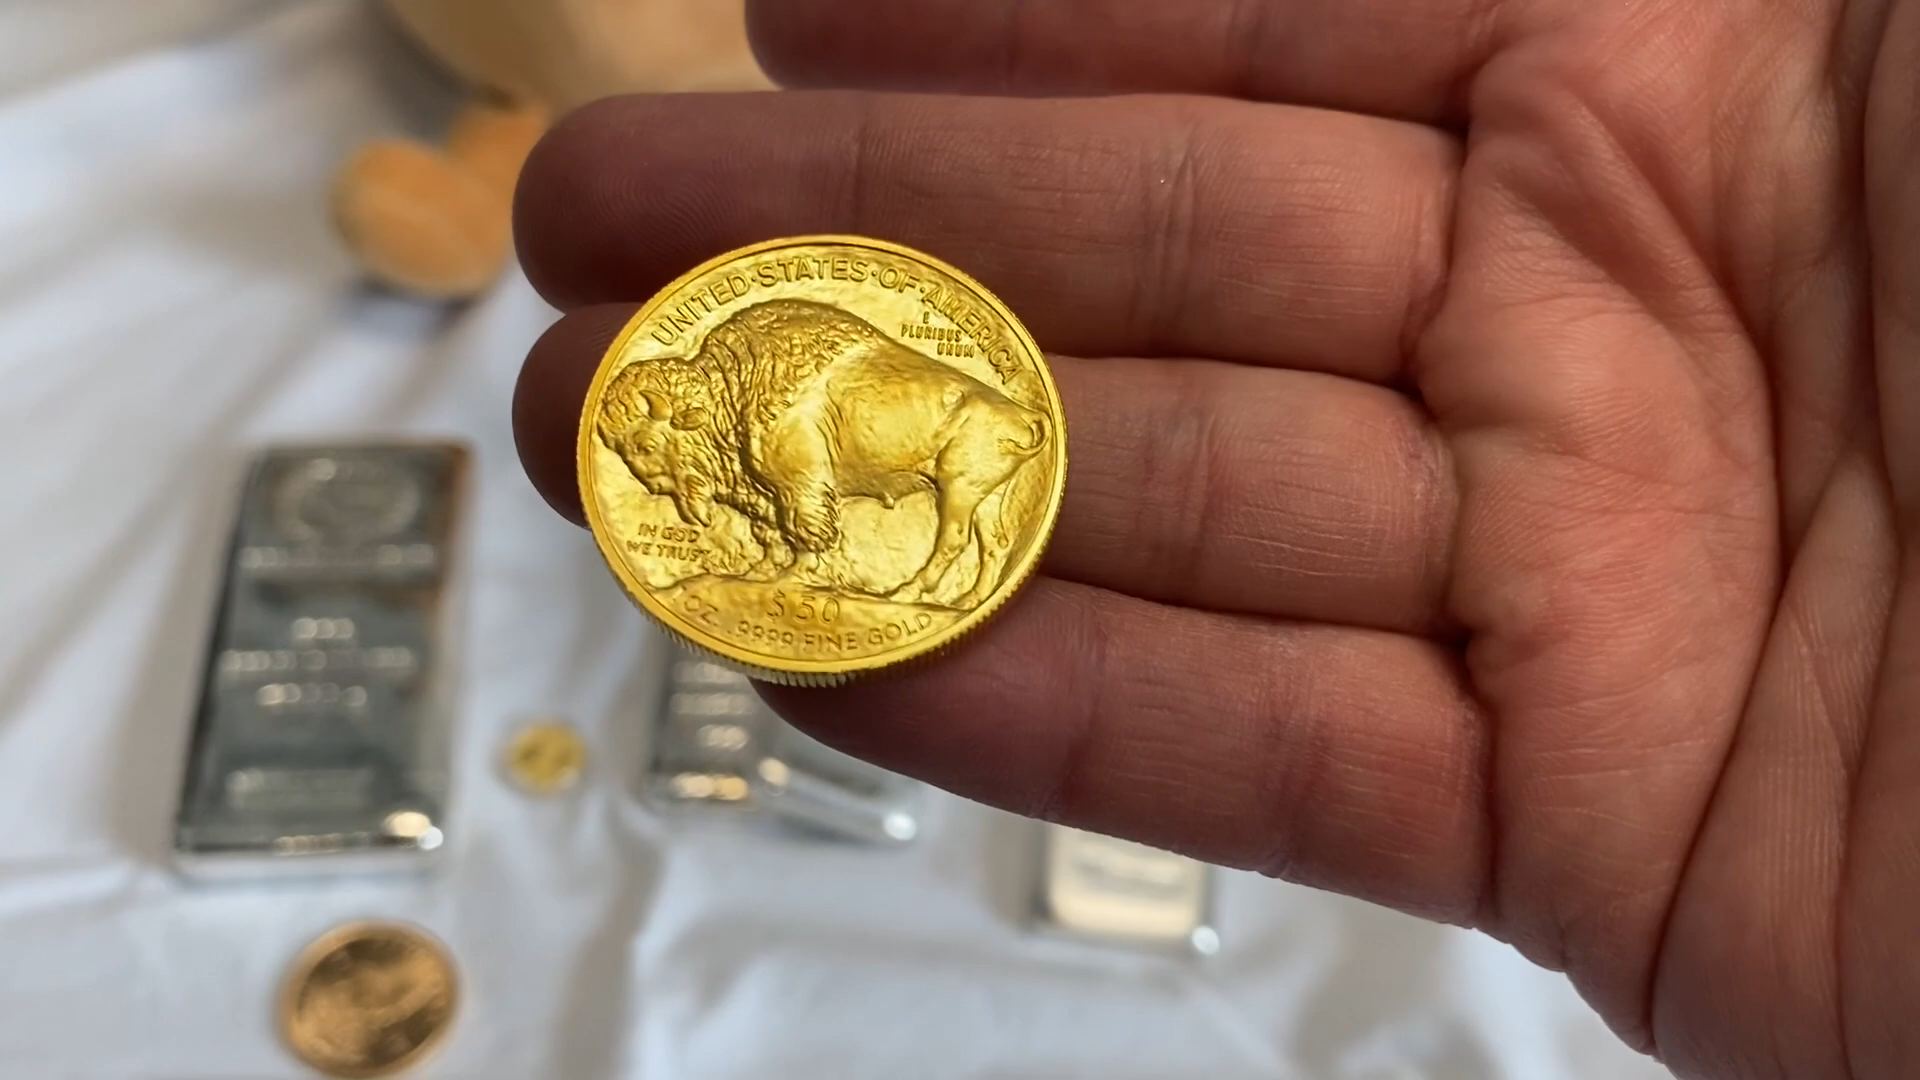 UNITED·STATES·OF·AMERICA
E
PLURIBUS
UNUM
IN GOD
WE TRUST
$50
1 OZ. .9999 FINE GOLD